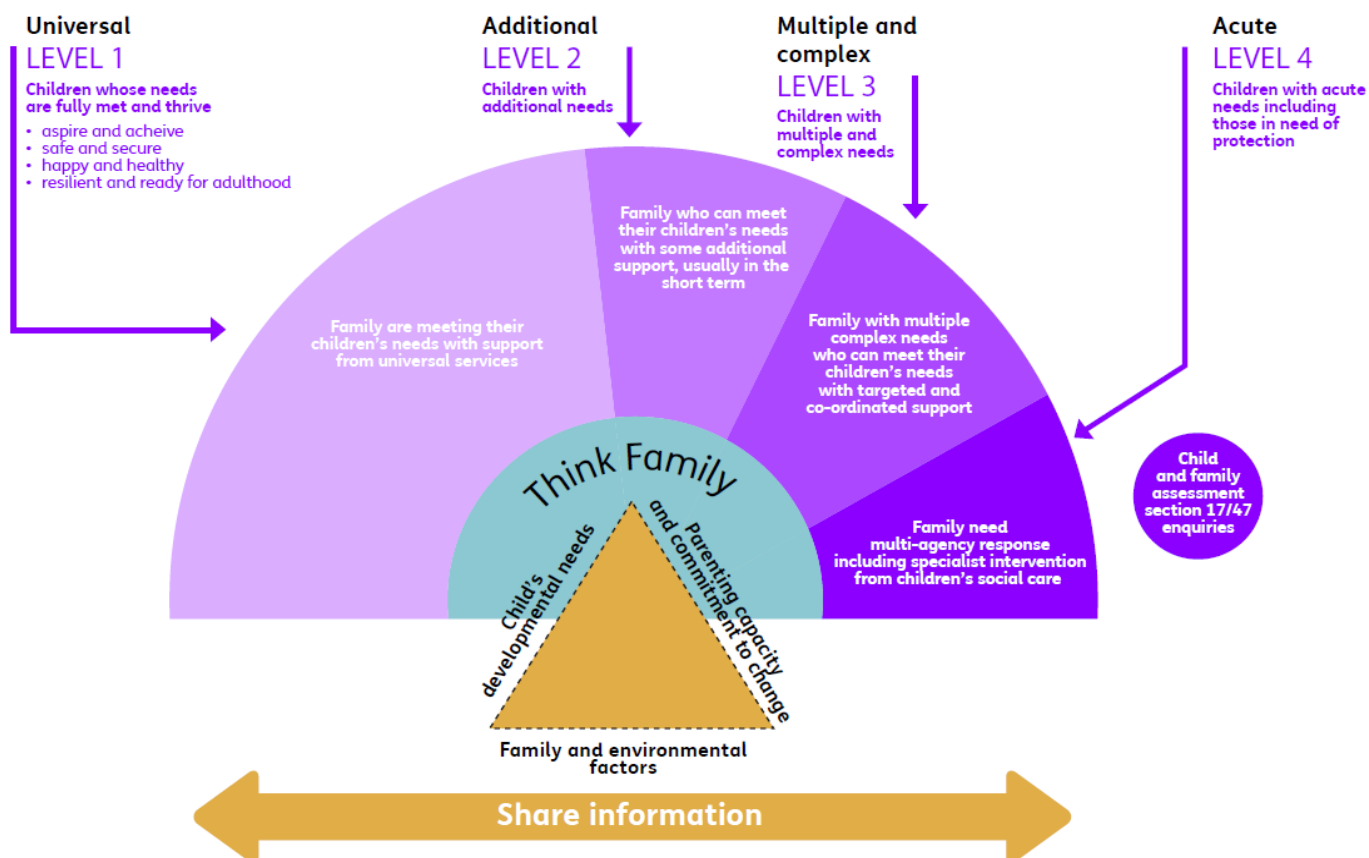 Universal
LEVEL 1
Children whose needs
are fully met and thrive
• aspire and acheive
• safe and secure
• happy and healthy
• resilient and ready for adulthood
Additional
LEVEL 2
Children with
additional needs
Multiple and
complex
LEVEL 3
Children with
multiple and
complex needs
Acute
LEVEL 4
Children with acute
needs including
those in need of
protection
Family are meeting their
children's needs with support
from universal services
Family who can meet
their children's needs
with some additional
support, usually in the
short term
Family with multiple
complex needs
who can meet their
children's needs
with targeted and
co-ordinated support
Family need
multi-agency response
including specialist intervention
from children's social care
Child
and family
assessment
section 17/47
enquiries
Think Family
Child's
developmental needs
Parenting capacity
and commitment to change
Family and environmental
factors
Share information